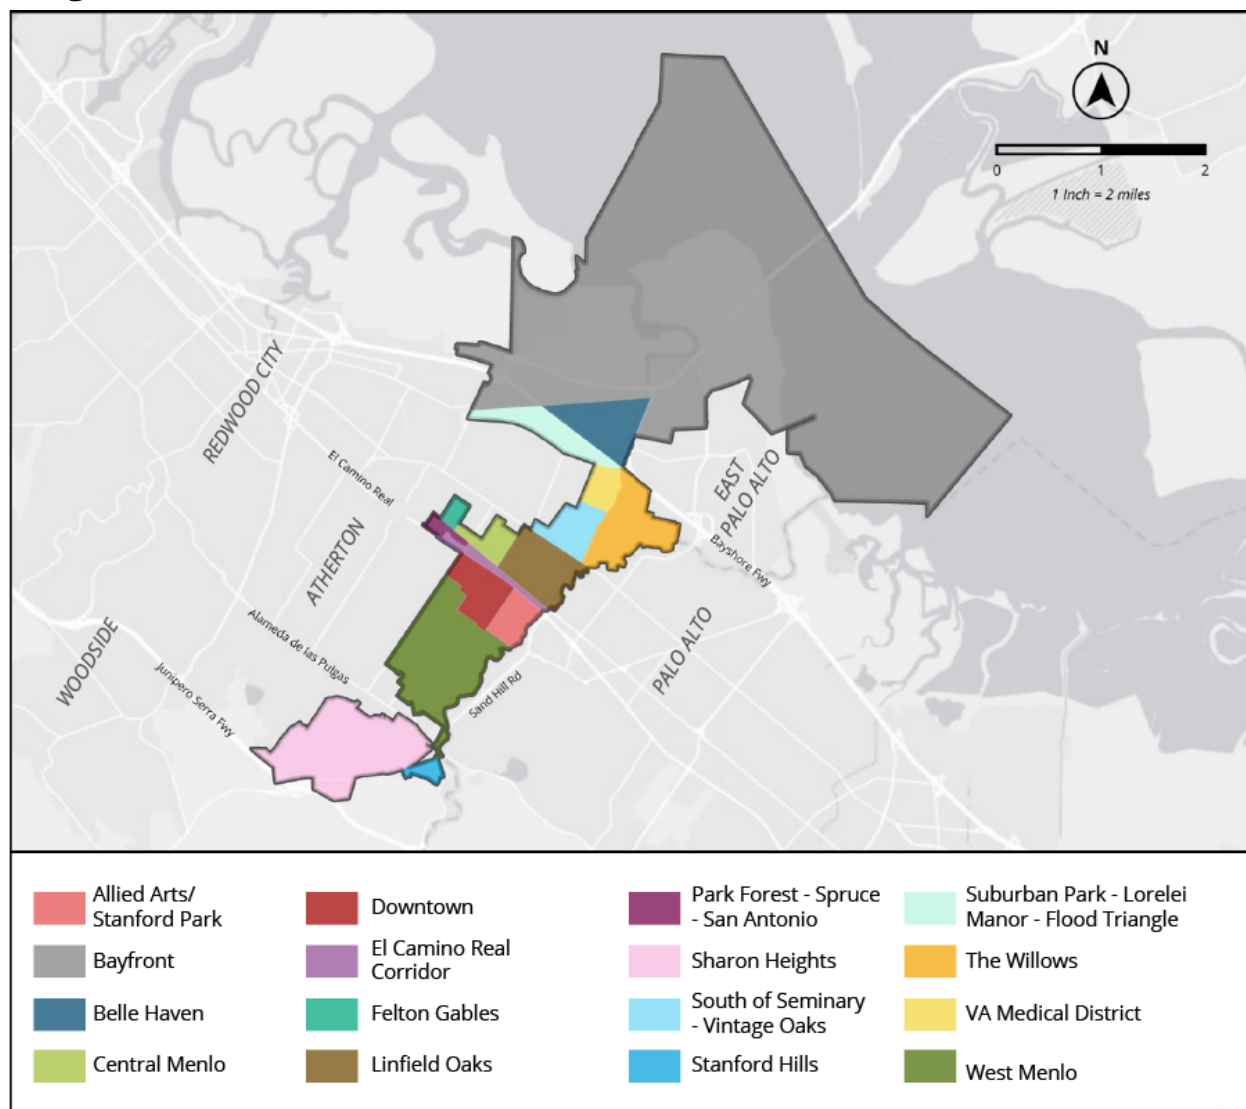 N
0 1 2
1 Inch = 2 miles
REDWOOD CITY
El Camino Real
EAST
PALO ALTO
ATHERTON
Bayshore Fwy
WOODSIDE
Alameda de las Pulgas
PALO ALTO
Junipero Serra Fwy
Sand Hill Rd
Allied Arts/
Stanford Park
Bayfront
Belle Haven
Central Menlo
Downtown
El Camino Real
Corridor
Felton Gables
Linfield Oaks
Park Forest - Spruce
- San Antonio
Sharon Heights
South of Seminary
- Vintage Oaks
Stanford Hills
Suburban Park - Lorelei
Manor - Flood Triangle
The Willows
VA Medical District
West Menlo